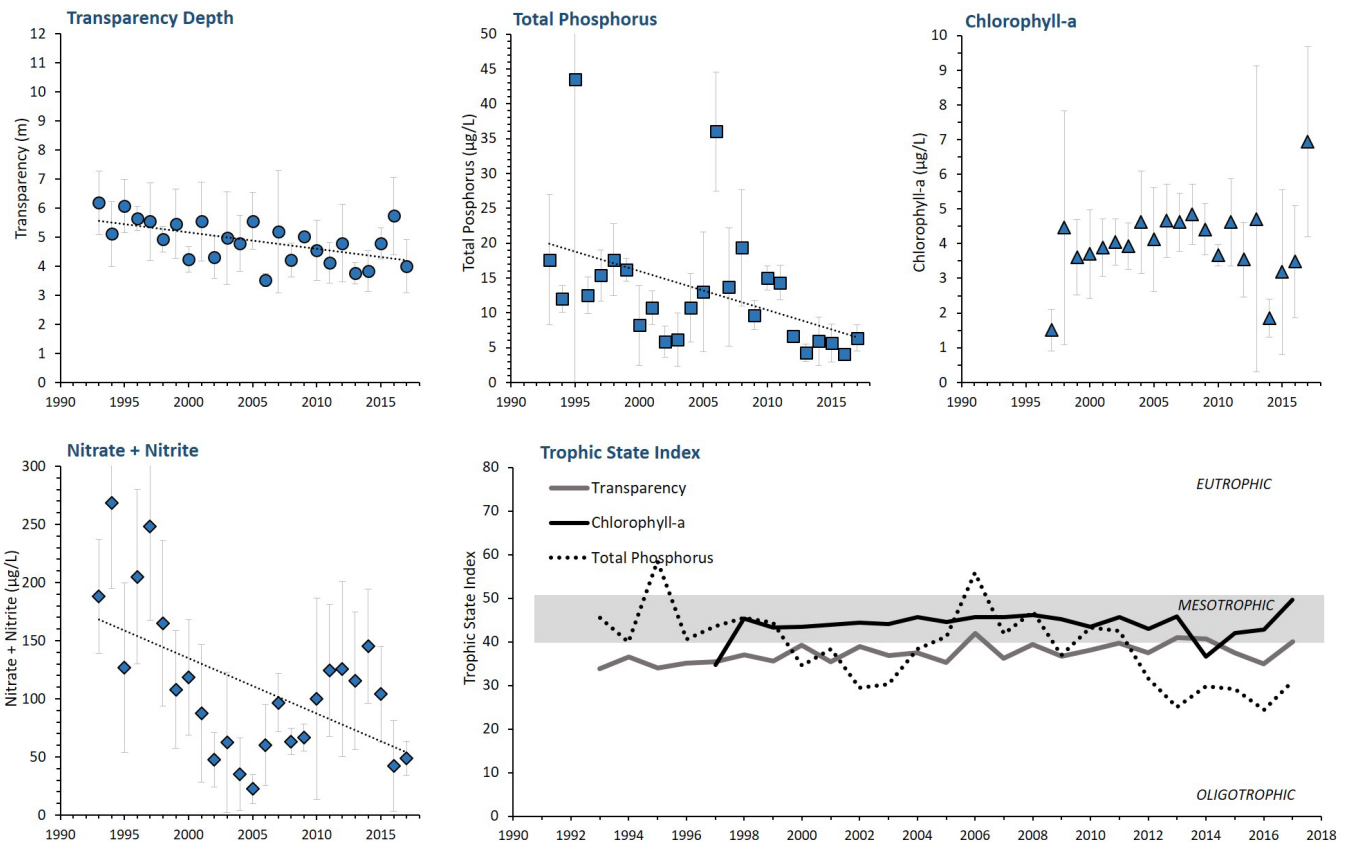 Transparency Depth
12
11
10
9
8
7
6
5
4
3
2
1
0
Transparency (m)
1990 1995 2000 2005 2010 2015
Total Phosphorus
50
45
40
35
30
25
20
15
10
5
0
Total Posphorus (µg/L)
1990 1995 2000 2005 2010 2015
Chlorophyll-a
10
9
8
7
6
5
4
3
2
1
0
Chlorophyll-a (µg/L)
1990 1995 2000 2005 2010 2015
Nitrate + Nitrite
300
250
200
150
100
50
0
Nitrate + Nitrite (µg/L)
1990 1995 2000 2005 2010 2015
Trophic State Index
80
70
60
50
40
30
20
10
0
Trophic State Index
Transparency
Chlorophyll-a
Total Phosphorus
EUTROPHIC
MESOTROPHIC
OLIGOTROPHIC
1990 1992 1994 1996 1998 2000 2002 2004 2006 2008 2010 2012 2014 2016 2018